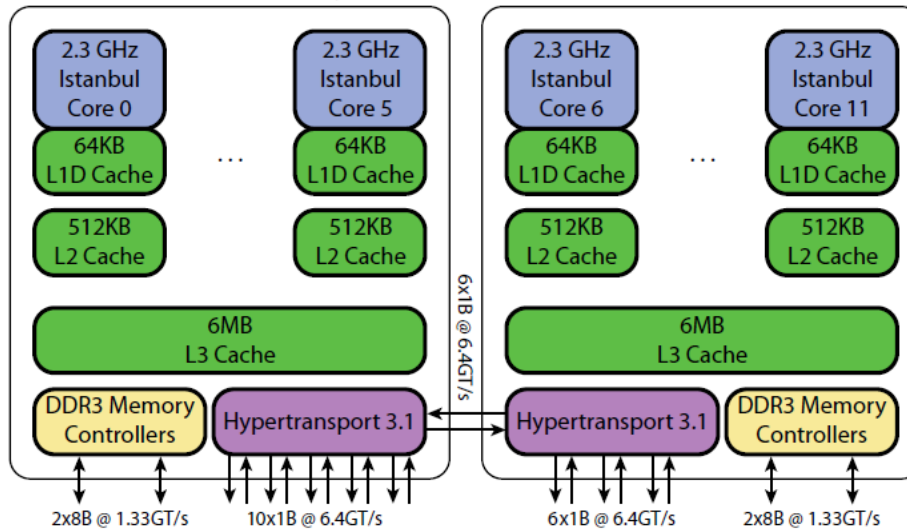 2.3 GHz
Istanbul
Core 0
2.3 GHz
Istanbul
Core 5
64KB
L1D Cache
...
64KB
L1D Cache
512KB
L2 Cache
512KB
L2 Cache
6MB
L3 Cache
DDR3 Memory
Controllers
Hypertransport 3.1
2x8B @ 1.33GT/s
10x1B @ 6.4GT/s
6x1B @ 6.4GT/s
2.3 GHz
Istanbul
Core 6
2.3 GHz
Istanbul
Core 11
64KB
L1D Cache
...
64KB
L1D Cache
512KB
L2 Cache
512KB
L2 Cache
6MB
L3 Cache
Hypertransport 3.1
DDR3 Memory
Controllers
6x1B @ 6.4GT/s
2x8B @ 1.33GT/s